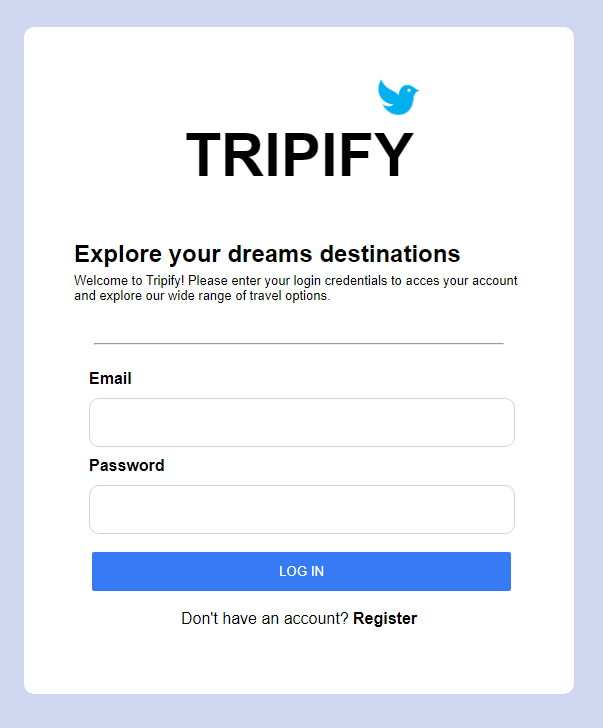 TRIPIFY
Explore your dreams destinations
Welcome to Tripify! Please enter your login credentials to acces your account
and explore our wide range of travel options.
Email
Password
LOG IN
Don't have an account? Register